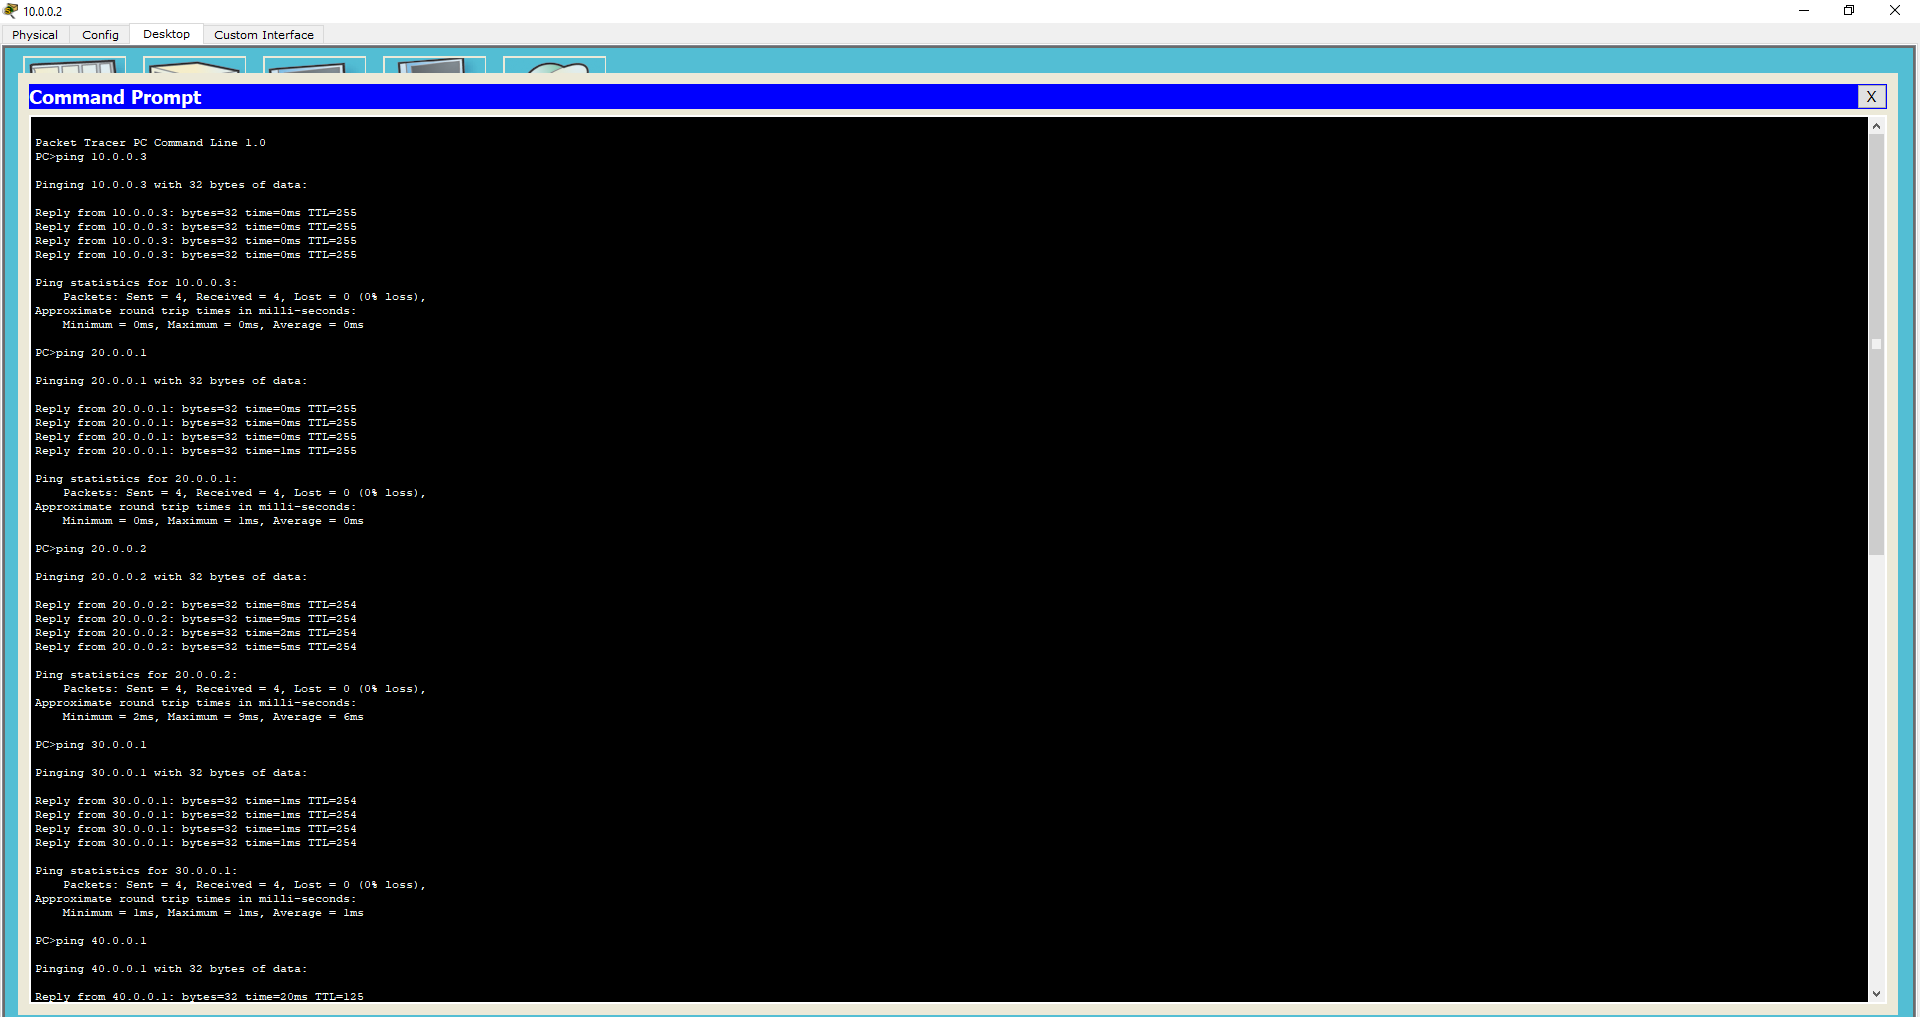 10.0.0.2
Physical Config Desktop Custom Interface
Command Prompt X
Packet Tracer PC Command Line 1.0
PC>ping 10.0.0.3
Pinging 10.0.0.3 with 32 bytes of data:
Reply from 10.0.0.3: bytes=32 time=0ms TTL=255
Reply from 10.0.0.3: bytes=32 time=0ms TTL=255
Reply from 10.0.0.3: bytes=32 time=0ms TTL=255
Reply from 10.0.0.3: bytes=32 time=0ms TTL=255
Ping statistics for 10.0.0.3:
Packets: Sent = 4, Received = 4, Lost = 0 (0% loss),
Approximate round trip times in milli-seconds:
Minimum = 0ms, Maximum = 0ms, Average = 0ms
PC>ping 20.0.0.1
Pinging 20.0.0.1 with 32 bytes of data:
Reply from 20.0.0.1: bytes=32 time=0ms TTL=255
Reply from 20.0.0.1: bytes=32 time=0ms TTL=255
Reply from 20.0.0.1: bytes=32 time=0ms TTL=255
Reply from 20.0.0.1: bytes=32 time=1ms TTL=255
Ping statistics for 20.0.0.1:
Packets: Sent = 4, Received = 4, Lost = 0 (0% loss),
Approximate round trip times in milli-seconds:
Minimum = 0ms, Maximum = 1ms, Average = 0ms
PC>ping 20.0.0.2
Pinging 20.0.0.2 with 32 bytes of data:
Reply from 20.0.0.2: bytes=32 time=8ms TTL=254
Reply from 20.0.0.2: bytes=32 time=9ms TTL=254
Reply from 20.0.0.2: bytes=32 time=2ms TTL=254
Reply from 20.0.0.2: bytes=32 time=5ms TTL=254
Ping statistics for 20.0.0.2:
Packets: Sent = 4, Received = 4, Lost = 0 (0% loss),
Approximate round trip times in milli-seconds:
Minimum = 2ms, Maximum = 9ms, Average = 6ms
PC>ping 30.0.0.1
Pinging 30.0.0.1 with 32 bytes of data:
Reply from 30.0.0.1: bytes=32 time=1ms TTL=254
Reply from 30.0.0.1: bytes=32 time=1ms TTL=254
Reply from 30.0.0.1: bytes=32 time=1ms TTL=254
Reply from 30.0.0.1: bytes=32 time=1ms TTL=254
Ping statistics for 30.0.0.1:
Packets: Sent = 4, Received = 4, Lost = 0 (0% loss),
Approximate round trip times in milli-seconds:
Minimum = 1ms, Maximum = 1ms, Average = 1ms
PC>ping 40.0.0.1
Pinging 40.0.0.1 with 32 bytes of data:
Reply from 40.0.0.1: bytes=32 time=20ms TTL=125